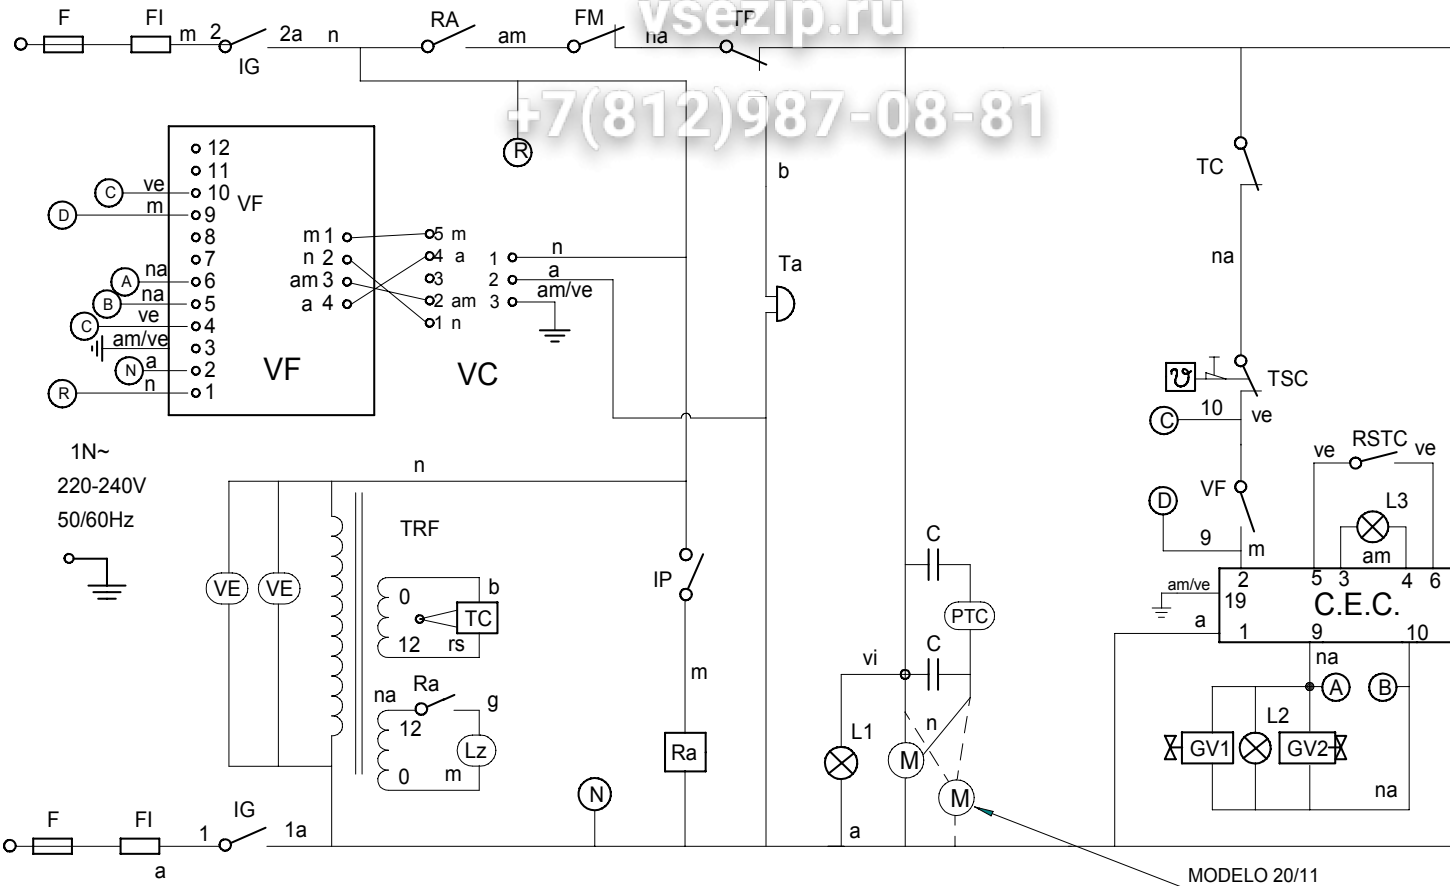 vsezip.ru
+7(812)987-08-81
F FI m 2 2a n RA am FM na TP
IG
R
b
12
11
C ve 10 VF
D m 9
8
7
A na 6
B na 5
C ve 4
am/ve 3
N a 2
R n 1
m 1
n 2
am 3
a 4
VF
5 m
4 a
3
2 am
1 n
VC
1 n
2 a
3 am/ve
Ta
TC
na
TSC
C 10 ve
VF
D
9 m
RSTC
ve ve
L3
am
2 5 3 4 6
am/ve 19
C.E.C.
a 1 9 10
na
A B
L2
GV1 GV2
na
1N~
220-240V
50/60Hz
n
TRF
VE VE
0 b
TC
12 rs
Ra
na g
12
Lz
0 m
IP
m
Ra
N
C
PTC
C
vi
L1 n
M
M
a
F FI 1 IG 1a
a
MODELO 20/11